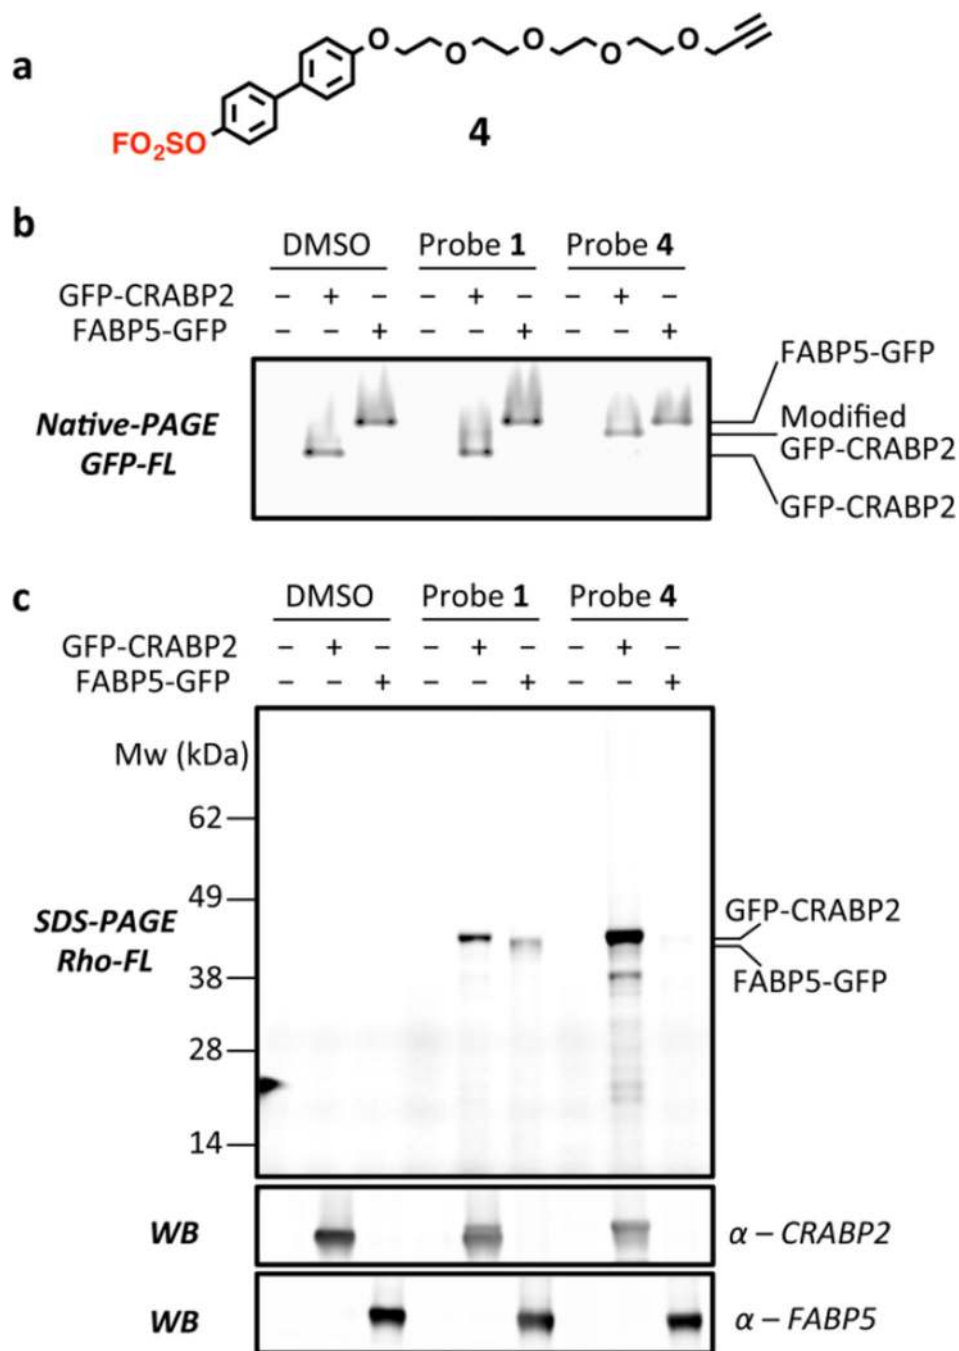 a
O O O O O
FO2SO
4
b
DMSO Probe 1 Probe 4
GFP-CRABP2 – + – – + – – + –
FABP5-GFP – – + – – + – – +
Native-PAGE
GFP-FL
FABP5-GFP
Modified
GFP-CRABP2
GFP-CRABP2
c
DMSO Probe 1 Probe 4
GFP-CRABP2 – + – – + – – + –
FABP5-GFP – – + – – + – – +
Mw (kDa)
62
49
38
28
14
SDS-PAGE
Rho-FL
GFP-CRABP2
FABP5-GFP
WB α – CRABP2
WB α – FABP5